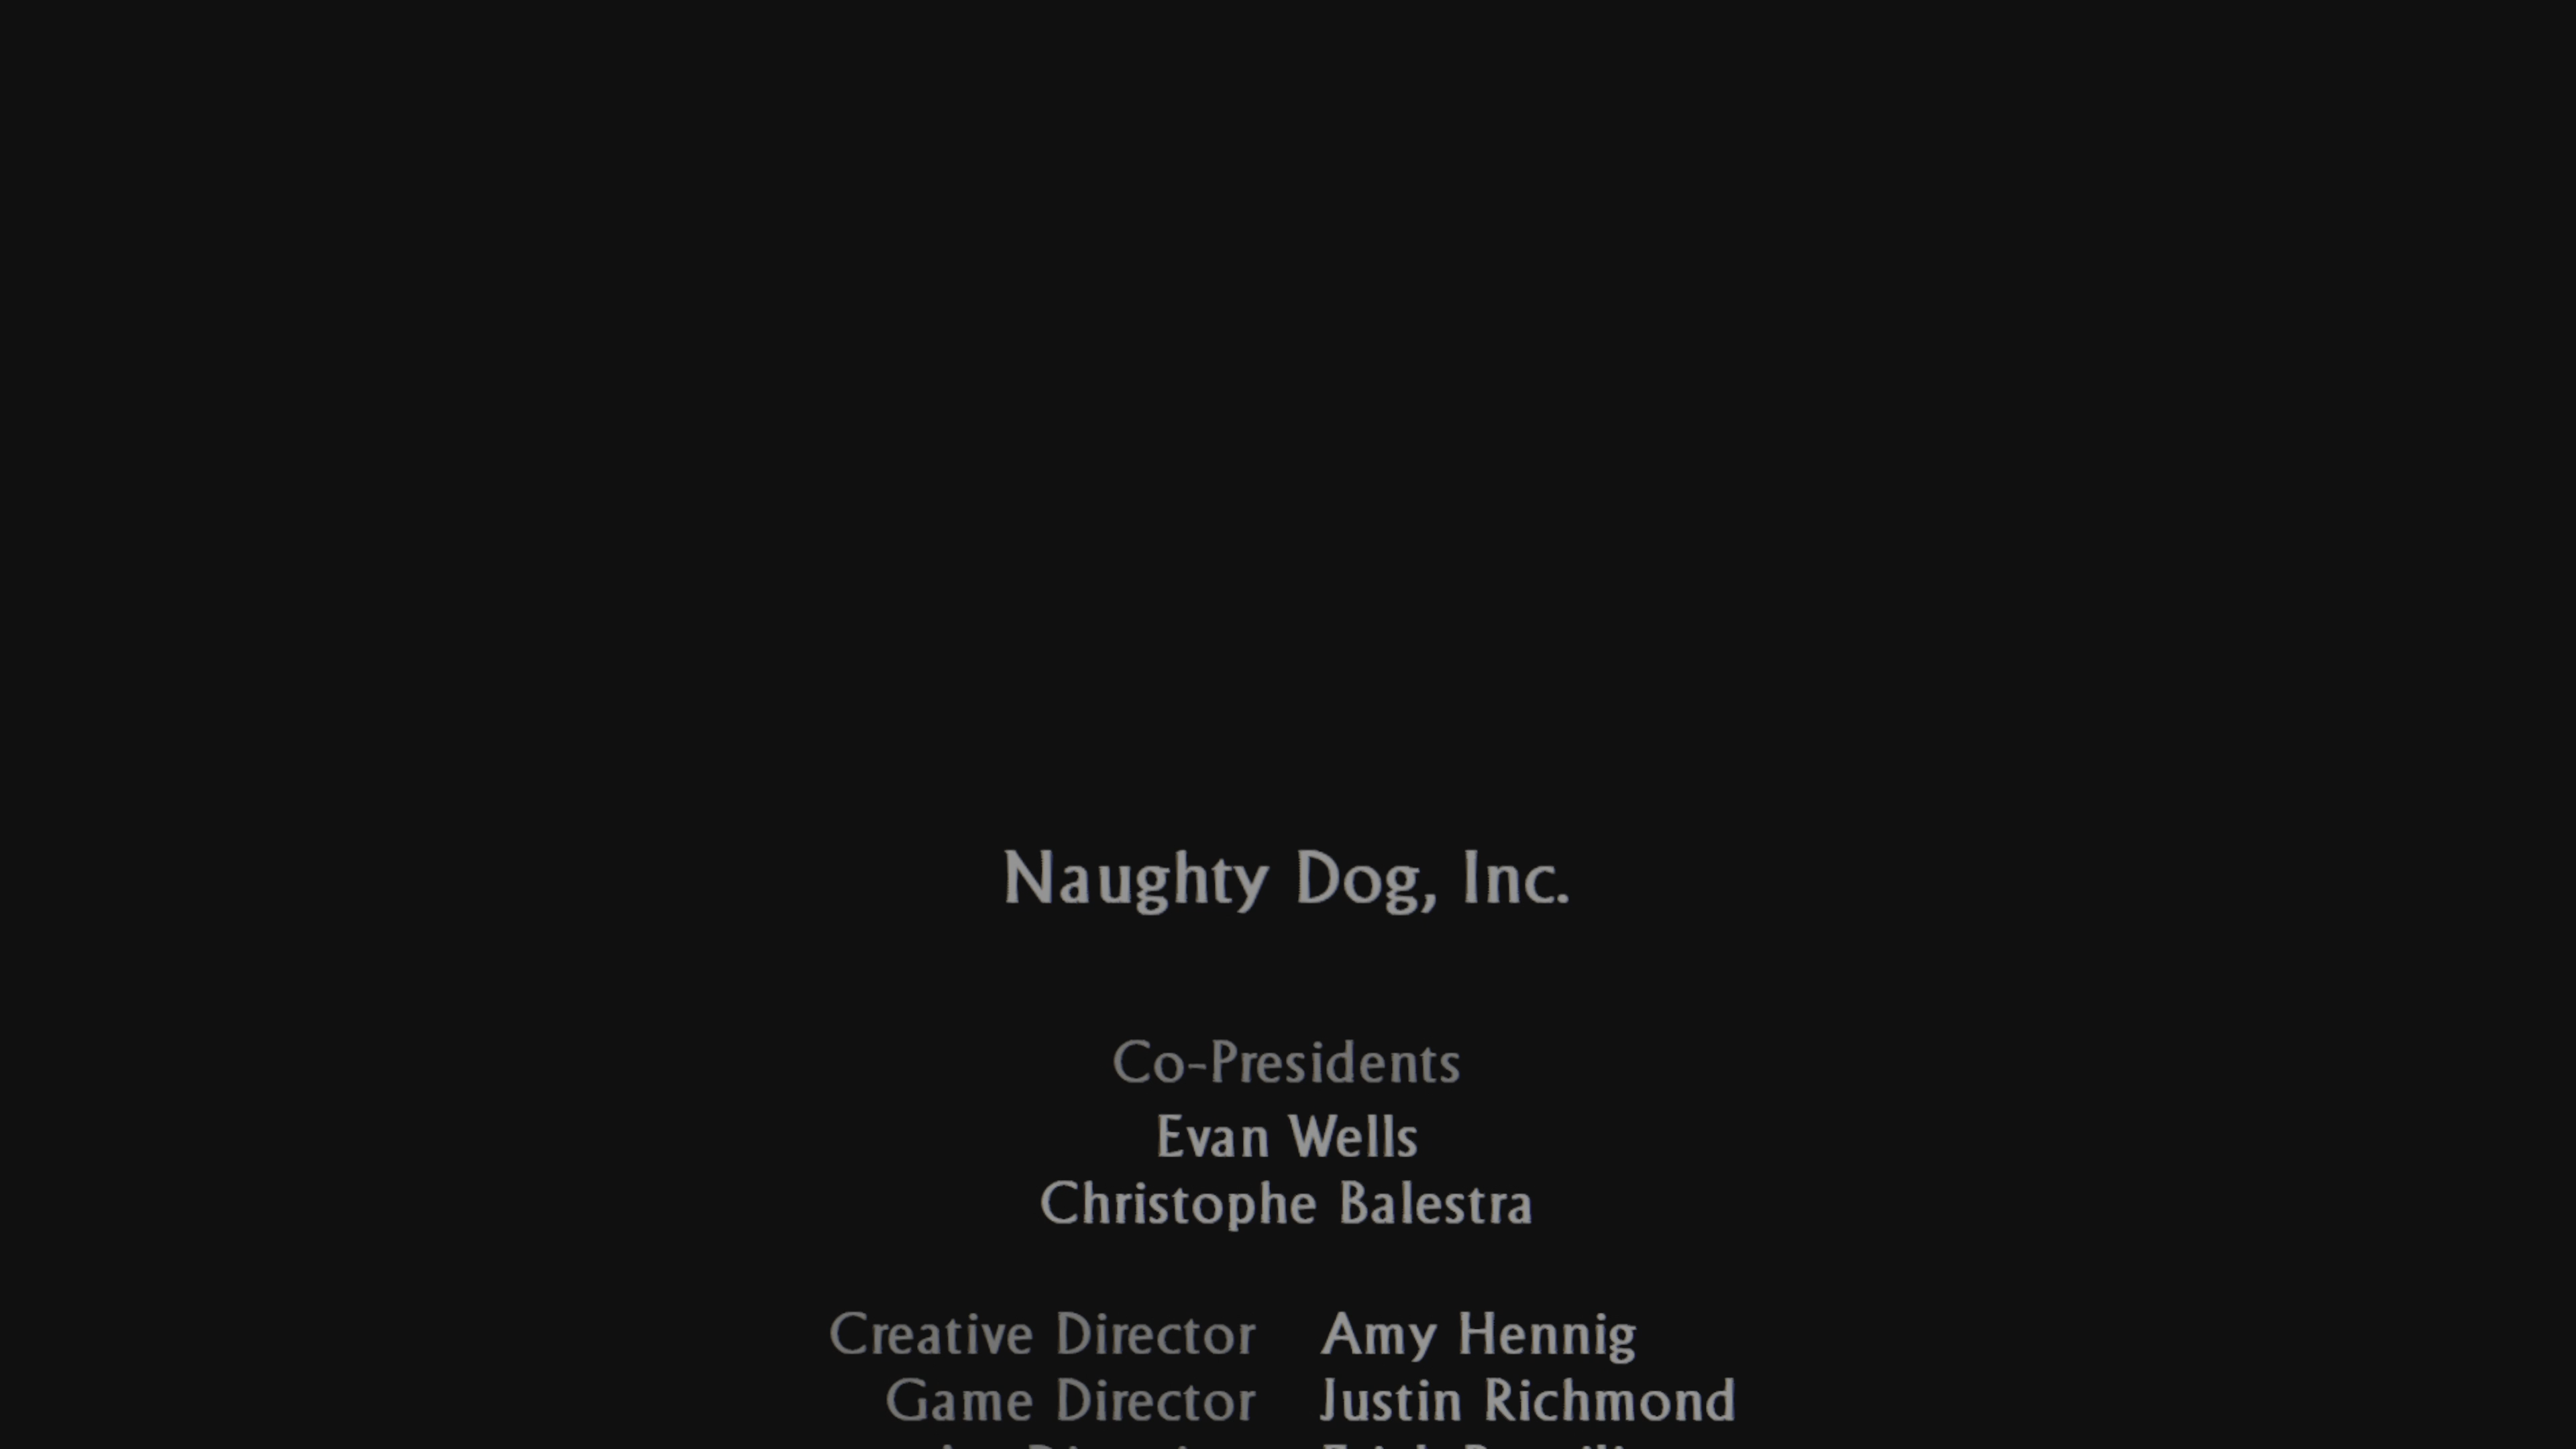 Naughty Dog, Inc.
Co-Presidents
Evan Wells
Christophe Balestra
Creative Director Amy Hennig
Game Director Justin Richmond